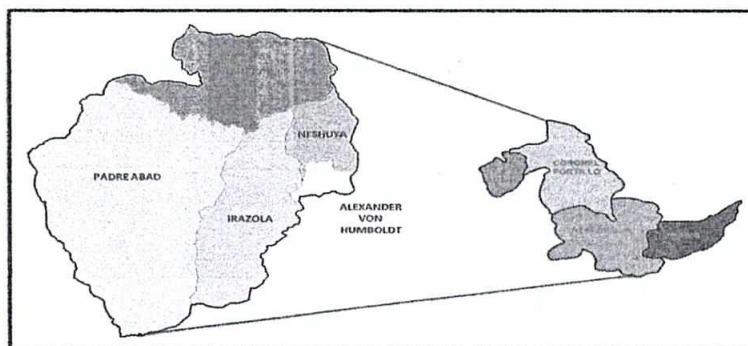 PADRE ABAD
IRAZOLA
NESHUYA
ALEXANDER
VON
HUMBOLDT
CORONEL
PORTILLO